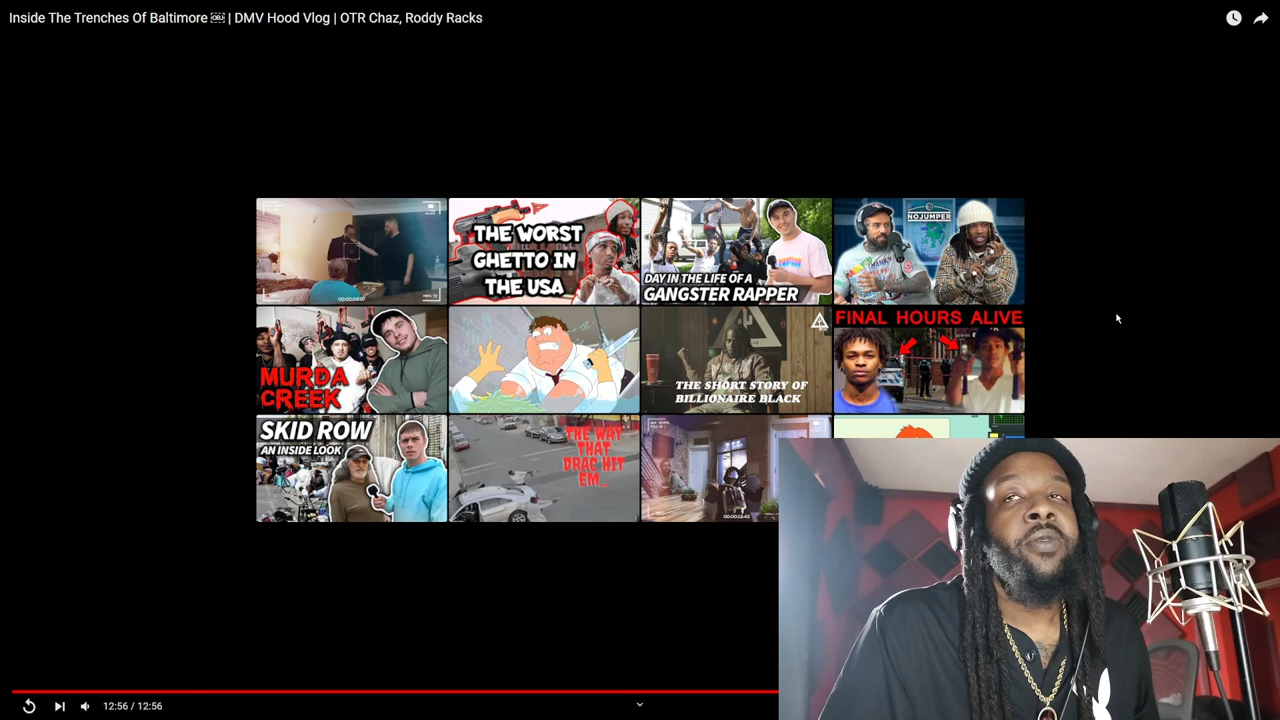 Inside The Trenches Of Baltimore ￼ | DMV Hood Vlog | OTR Chaz, Roddy Racks
THE WORST
GHETTO IN
THE USA
DAY IN THE LIFE OF A
GANGSTER RAPPER
NOJUMPER
MURDA
CREEK
THE SHORT STORY OF
BILLIONAIRE BLACK
FINAL HOURS ALIVE
SKID ROW
AN INSIDE LOOK
THE WAY
THAT
DRAC HIT
EM...
12:56 / 12:56